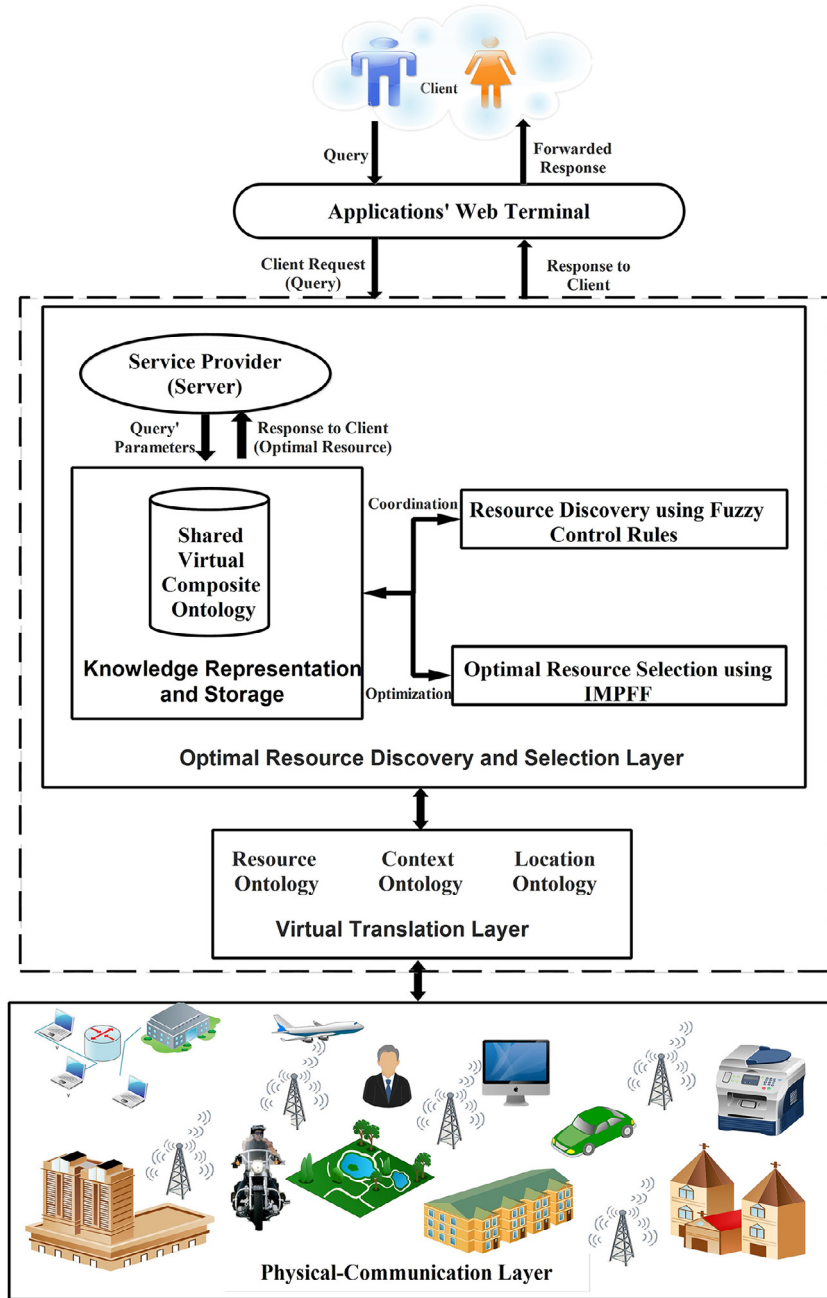 Client
Query
Forwarded
Response
Applications' Web Terminal
Client Request
(Query)
Response to
Client
Service Provider
(Server)
Query'
Parameters
Response to Client
(Optimal Resource)
Shared
Virtual
Composite
Ontology
Knowledge Representation
and Storage
Coordination
Resource Discovery using Fuzzy
Control Rules
Optimization
Optimal Resource Selection using
IMPFF
Optimal Resource Discovery and Selection Layer
Resource
Ontology
Context
Ontology
Location
Ontology
Virtual Translation Layer
Physical-Communication Layer